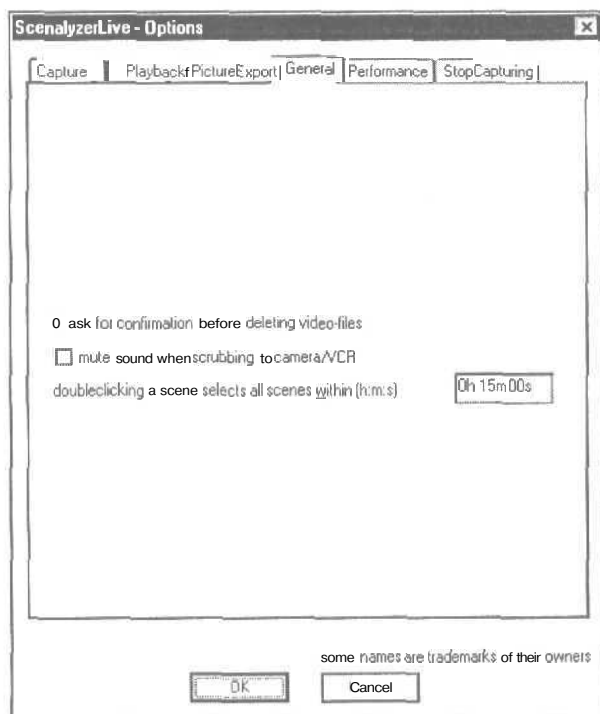 ScenalyzerLive - Options
Capture PlaybackfPictureExport General Performance StopCapturing
0 ask for confirmation before deleting video-files
mute sound when scrubbing to camera/VCR
doubleclicking a scene selects all scenes within (h:m:s) 0h 15m 00s
some names are trademarks of their owners
OK Cancel